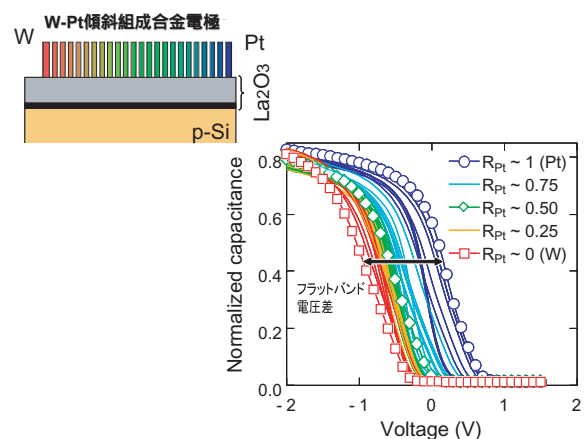 W-Pt傾斜組成合金電極
W
Pt
La2O3
p-Si
Normalized capacitance
0.8
0.6
0.4
0.2
0.0
RPt ~ 1 (Pt)
RPt ~ 0.75
RPt ~ 0.50
RPt ~ 0.25
RPt ~ 0 (W)
フラットバンド
電圧差
- 2
- 1
0
1
2
Voltage (V)